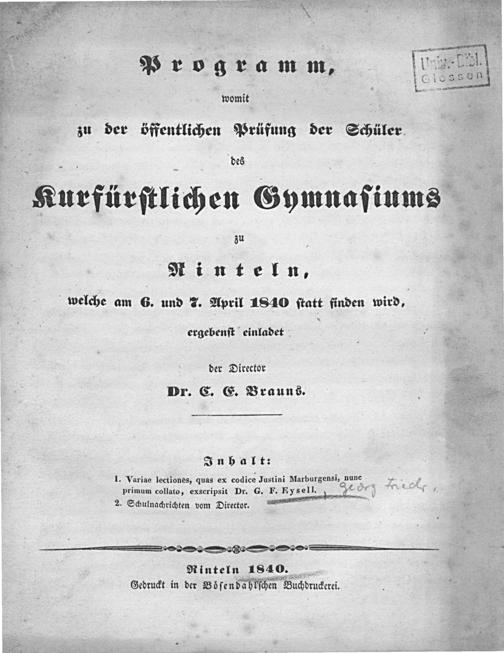 Programm,
Univ.-Bibl.
Giessen
womit
zu der öffentlichen Prüfung der Schüler
des
Kurfürstlichen Gymnasiums
zu
Rinteln,
welche am 6. und 7. April 1840 statt finden wird,
ergebenst einladet
der Director
Dr. C. E. Brauns.
Inhalt:
1. Variae lectiones, quas ex codice Justini Marburgensi, nunc
primum collato, exscripsit Dr. G. F. Eysell. , georg Friedr.
2. Schulnachrichten vom Director.
Rinteln 1840.
Gedruckt in der Bösendahlschen Buchdruckerei.